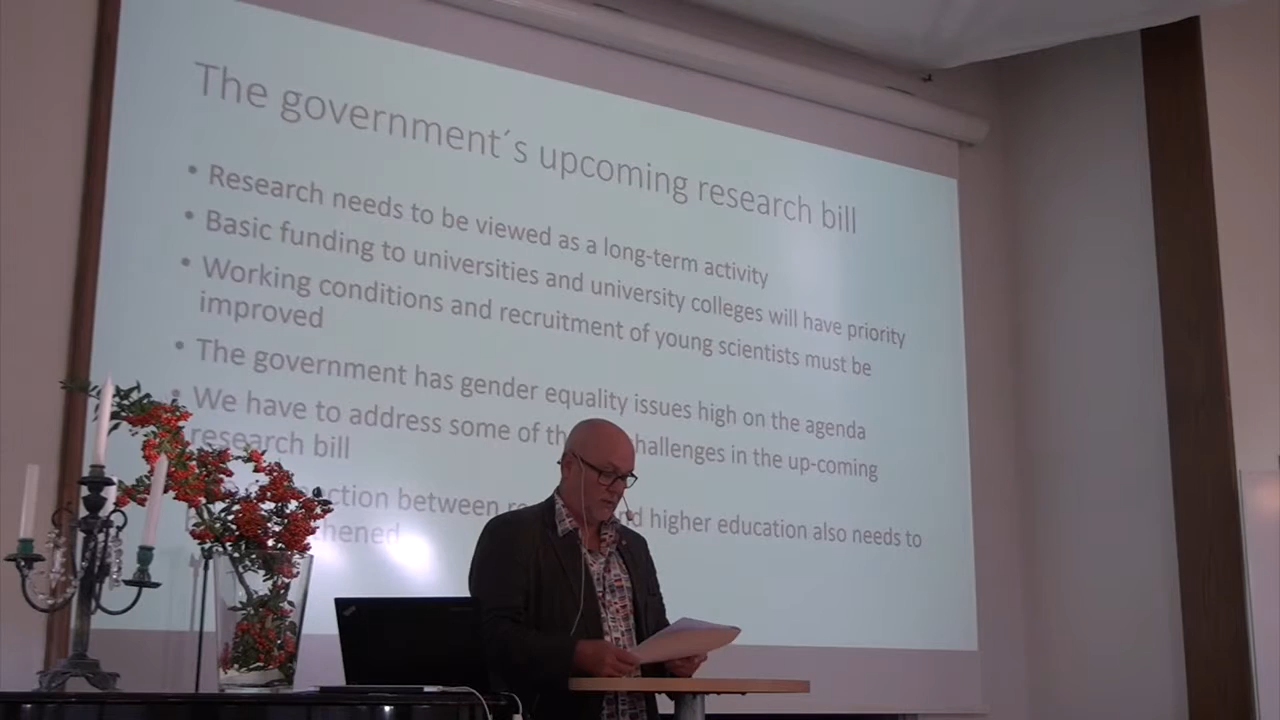 The government´s upcoming research bill
• Research needs to be viewed as a long-term activity
• Basic funding to universities and university colleges will have priority
• Working conditions and recruitment of young scientists must be
improved
• The government has gender equality issues high on the agenda
• We have to address some of challenges in the up-coming
research bill
between and higher education also needs to